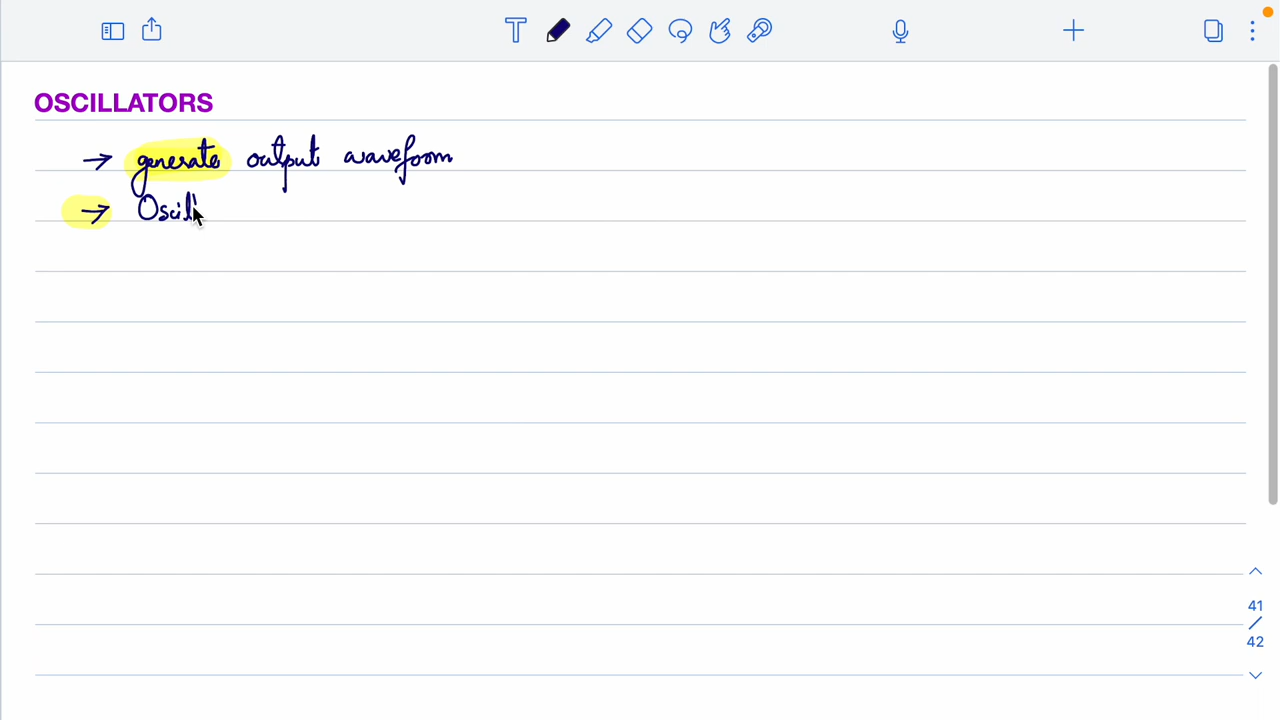 OSCILLATORS
→ generate output waveform
→ Oscil
41
42